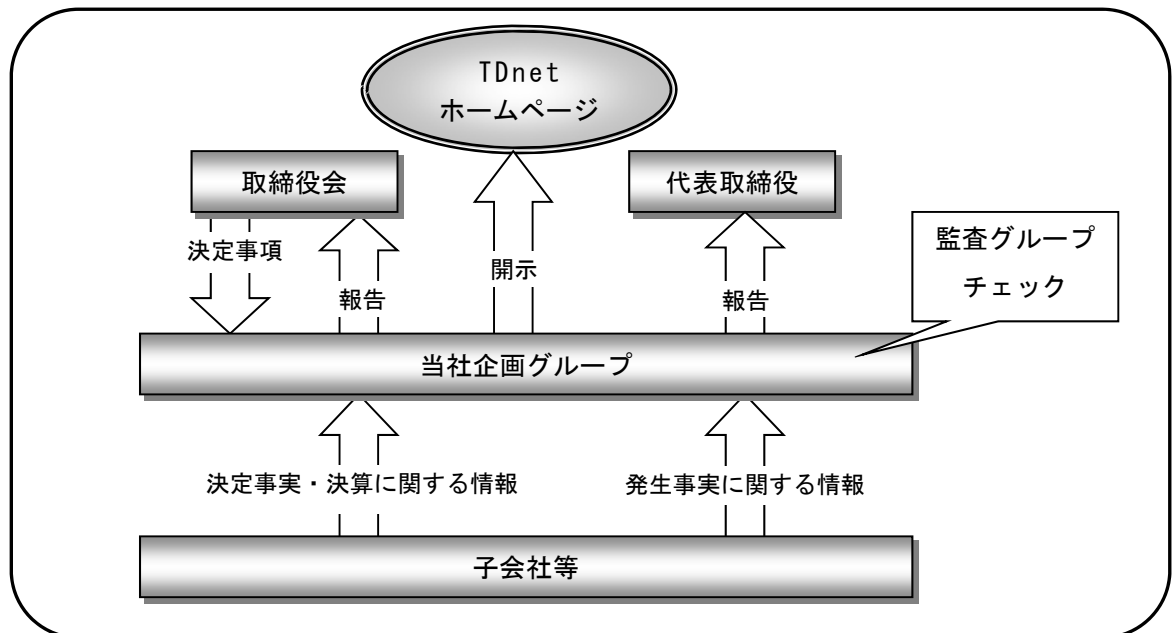 TDnet
ホームページ
取締役会
代表取締役
決定事項
報告
開示
報告
監査グループ
チェック
当社企画グループ
決定事実・決算に関する情報
発生事実に関する情報
子会社等